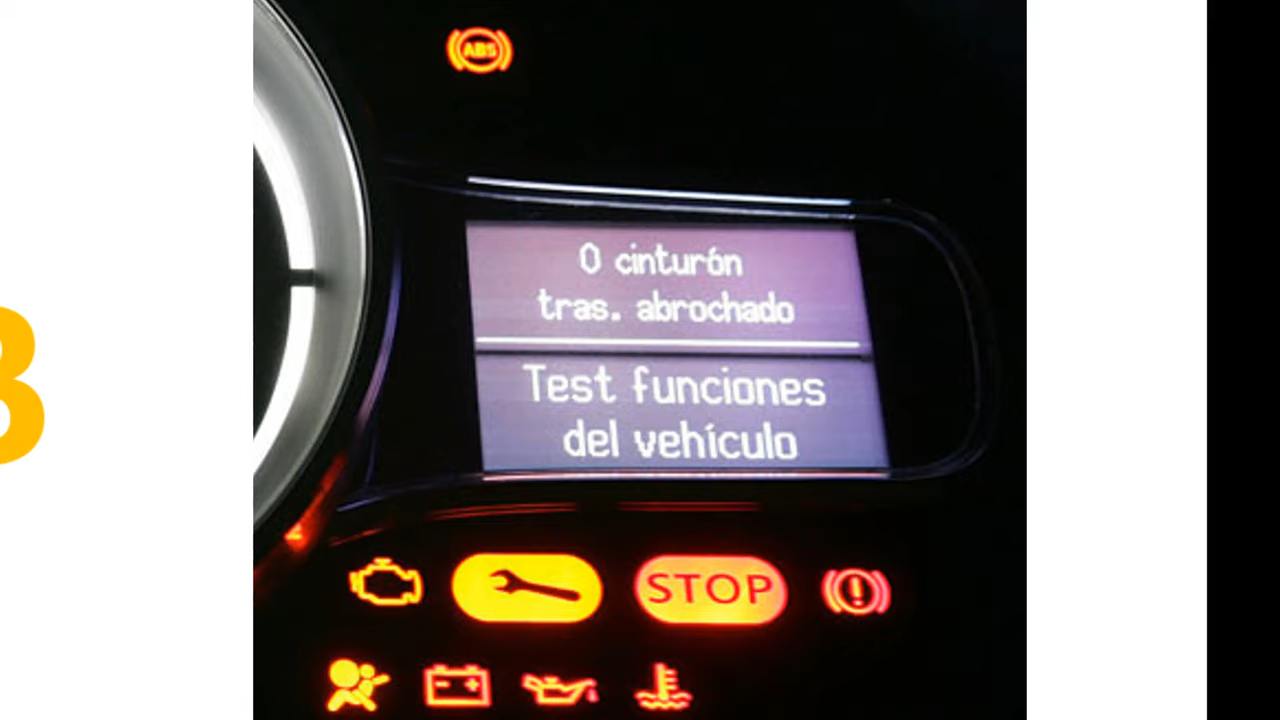 ABS
0 cinturón
tras. abrochado
Test funciones
del vehículo
STOP